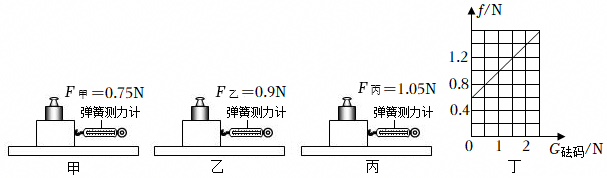 F甲=0.75N
弹簧测力计
甲
F乙=0.9N
弹簧测力计
乙
F丙=1.05N
弹簧测力计
丙
f/N
1.2
0.8
0.4
0 1 2
G砝码/N
丁